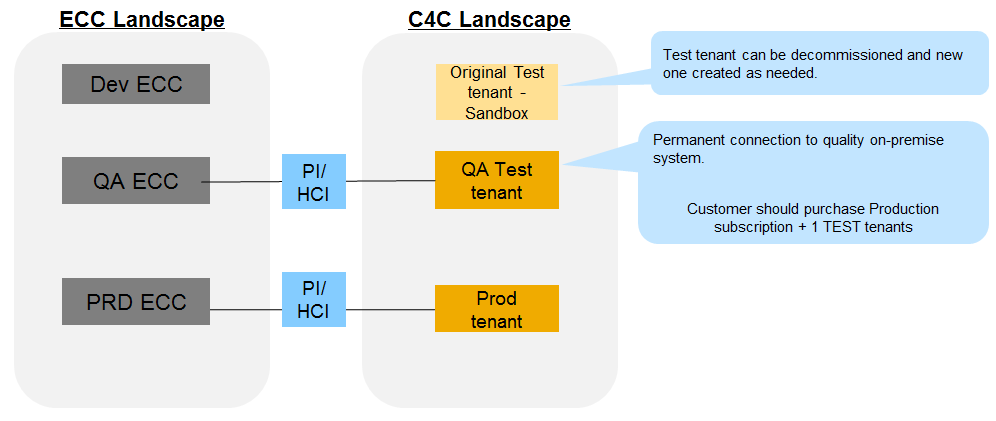 ECC Landscape
C4C Landscape
Dev ECC
Original Test
tenant -
Sandbox
Test tenant can be decommissioned and new
one created as needed.
QA ECC
PI/
HCI
QA Test
tenant
Permanent connection to quality on-premise
system.
Customer should purchase Production
subscription + 1 TEST tenants
PRD ECC
PI/
HCI
Prod
tenant